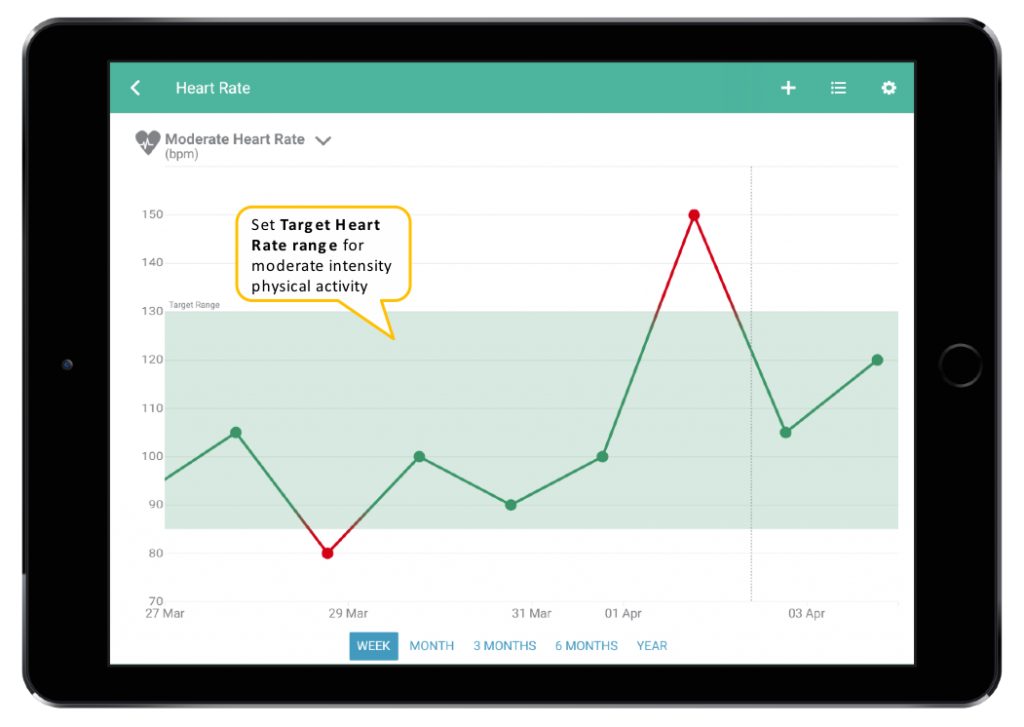 Heart Rate
Moderate Heart Rate
(bpm)
150
140
130
120
110
100
90
80
70
Target Range
Set Target Heart
Rate range for
moderate intensity
physical activity
27 Mar 29 Mar 31 Mar 01 Apr 03 Apr
WEEK MONTH 3 MONTHS 6 MONTHS YEAR